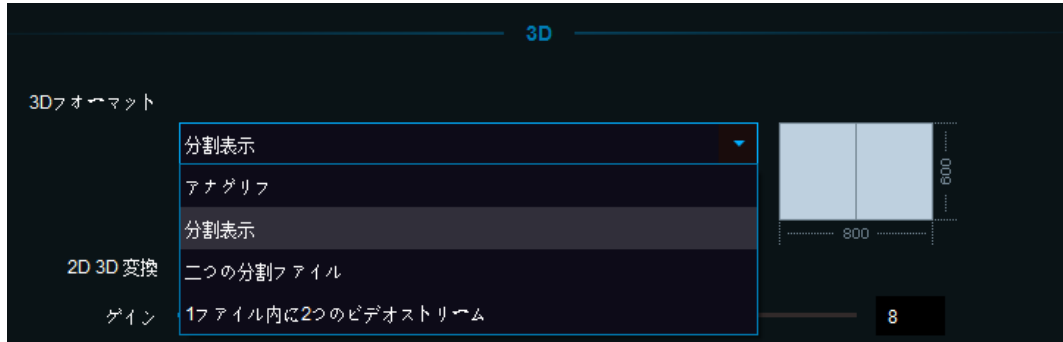 3D
3Dフォーマット
分割表示
アナグリフ
分割表示
600
800
二つの分割ファイル
2D 3D 変換
1ファイル内に2つのビデオストリーム
ゲイン
8